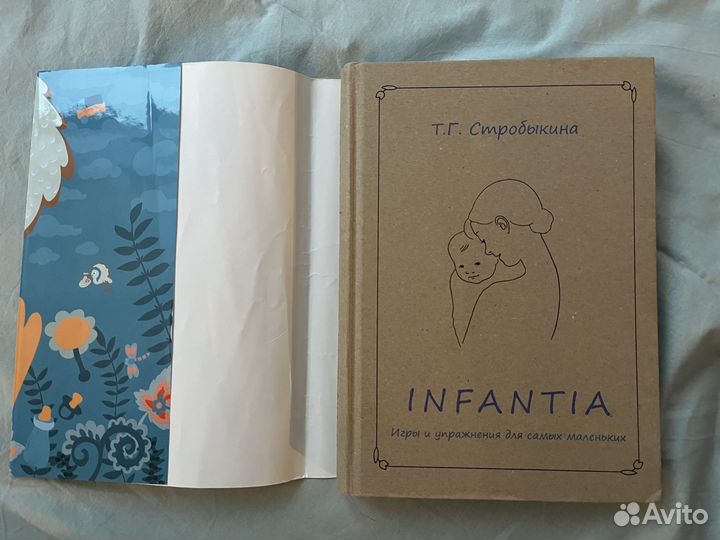 Т.Г. Стробыкина
INFANTIA
Игры и упражнения для самых маленьких
Avito